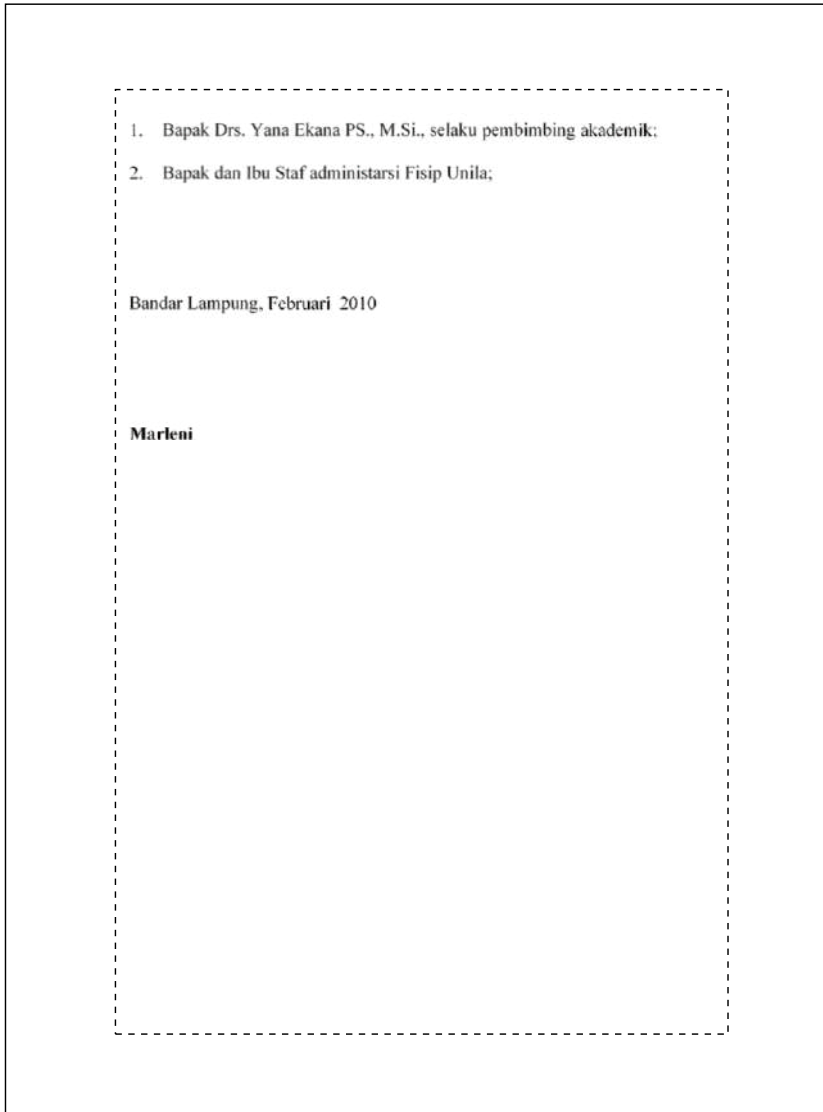 1. Bapak Drs. Yana Ekana PS., M.Si., selaku pembimbing akademik;
2. Bapak dan Ibu Staf administarsi Fisip Unila;
Bandar Lampung, Februari 2010
Marleni